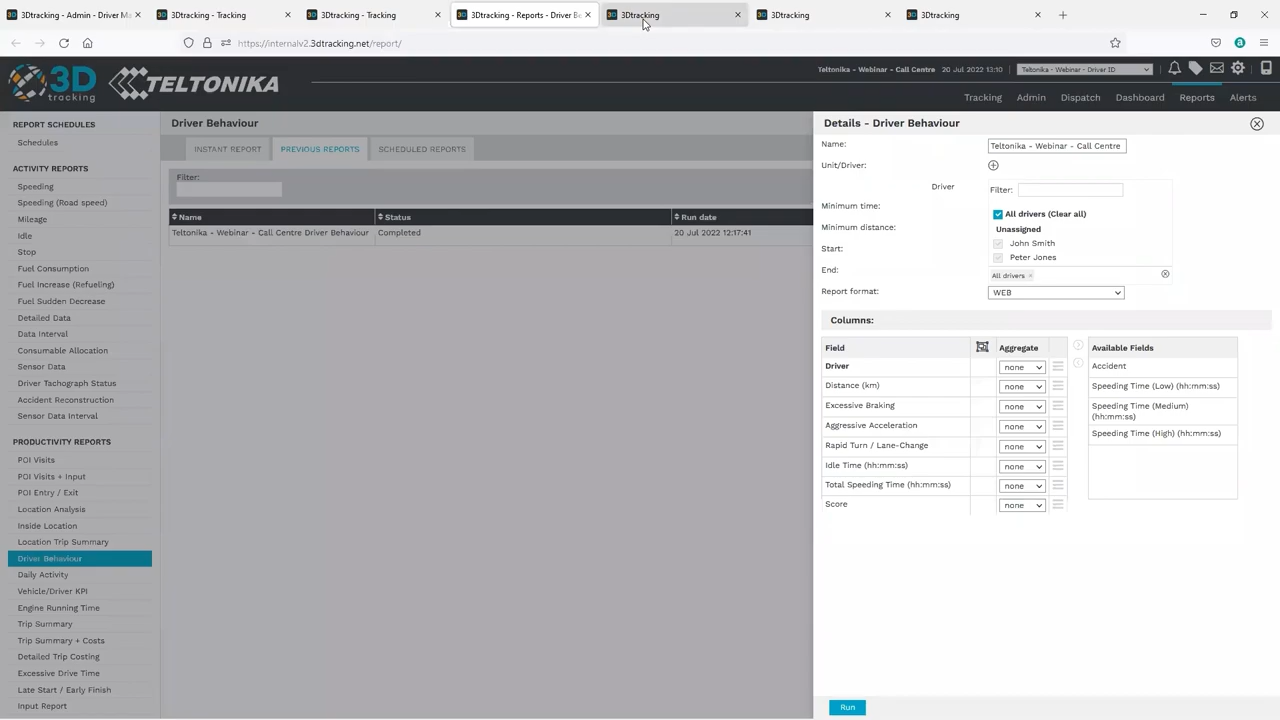 3Dtracking - Admin - Driver Ma
3Dtracking - Tracking
3Dtracking - Tracking
3Dtracking - Reports - Driver Be
3Dtracking
3Dtracking
3Dtracking
https://internalv2.3dtracking.net/report/
3D tracking
TELTONIKA
Teltonika - Webinar - Call Centre 20 Jul 2022 13:10 Teltonika - Webinar - Driver ID
Tracking Admin Dispatch Dashboard Reports Alerts
REPORT SCHEDULES
Schedules
ACTIVITY REPORTS
Speeding
Speeding (Road speed)
Mileage
Idle
Stop
Fuel Consumption
Fuel Increase (Refueling)
Fuel Sudden Decrease
Detailed Data
Data Interval
Consumable Allocation
Sensor Data
Driver Tachograph Status
Accident Reconstruction
Sensor Data Interval
PRODUCTIVITY REPORTS
POI Visits
POI Visits + Input
POI Entry / Exit
Location Analysis
Inside Location
Location Trip Summary
Driver Behaviour
Daily Activity
Vehicle/Driver KPI
Engine Running Time
Trip Summary
Trip Summary + Costs
Detailed Trip Costing
Excessive Drive Time
Late Start / Early Finish
Input Report
Driver Behaviour
INSTANT REPORT PREVIOUS REPORTS SCHEDULED REPORTS
Filter:
Name Status Run date
Teltonika - Webinar - Call Centre Driver Behaviour Completed 20 Jul 2022 12:17:41
Details - Driver Behaviour
Name: Teltonika - Webinar - Call Centre
Unit/Driver:
Driver Filter:
Minimum time:
Minimum distance:
Start:
End:
All drivers (Clear all)
Unassigned
John Smith
Peter Jones
All drivers ×
Report format: WEB
Columns:
Field Aggregate
Driver none
Distance (km) none
Excessive Braking none
Aggressive Acceleration none
Rapid Turn / Lane-Change none
Idle Time (hh:mm:ss) none
Total Speeding Time (hh:mm:ss) none
Score none
Available Fields
Accident
Speeding Time (Low) (hh:mm:ss)
Speeding Time (Medium)
(hh:mm:ss)
Speeding Time (High) (hh:mm:ss)
Run